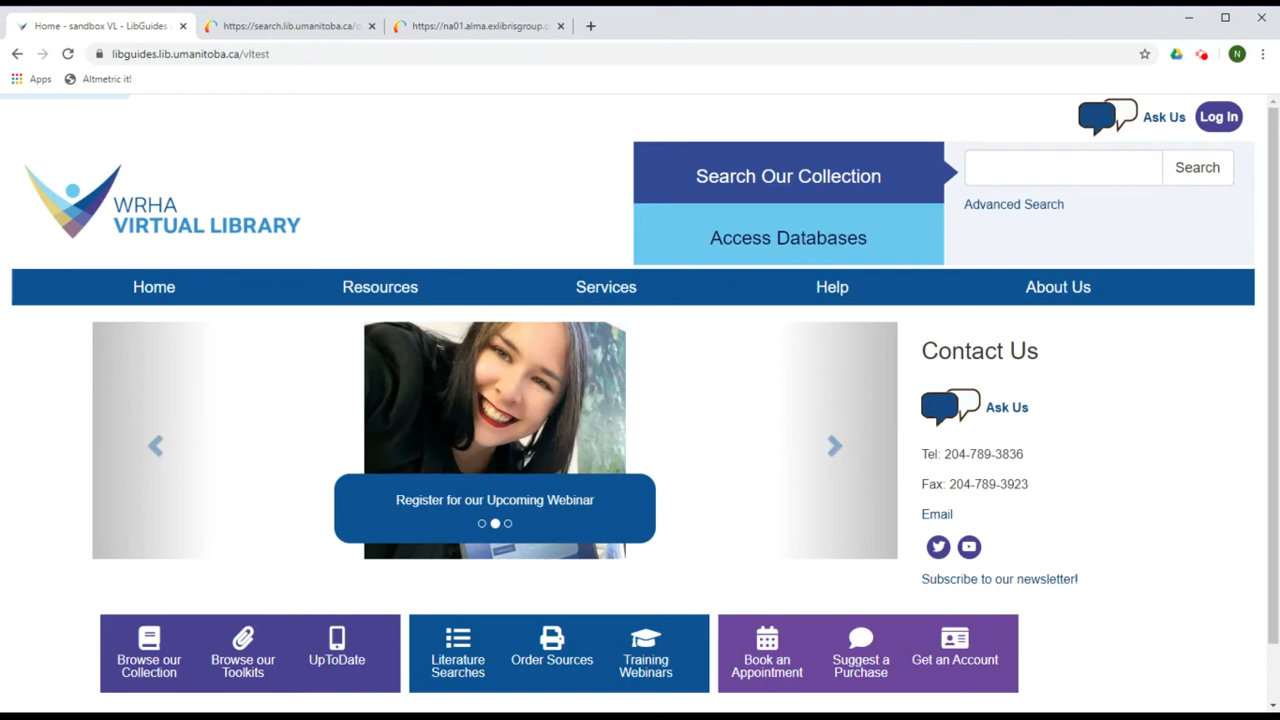 Home - sandbox VL - LibGuides
https://search.lib.umanitoba.ca/
https://na01.alma.exlibrisgroup.
libguides.lib.umanitoba.ca/vltest
N
Apps
Altmetric it!
Ask Us
Log In
Search Our Collection
Search
Advanced Search
WRHA
VIRTUAL LIBRARY
Access Databases
Home
Resources
Services
Help
About Us
Contact Us
Ask Us
Tel: 204-789-3836
Fax: 204-789-3923
Email
Subscribe to our newsletter!
Register for our Upcoming Webinar
Browse our
Collection
Browse our
Toolkits
UpToDate
Literature
Searches
Order Sources
Training
Webinars
Book an
Appointment
Suggest a
Purchase
Get an Account